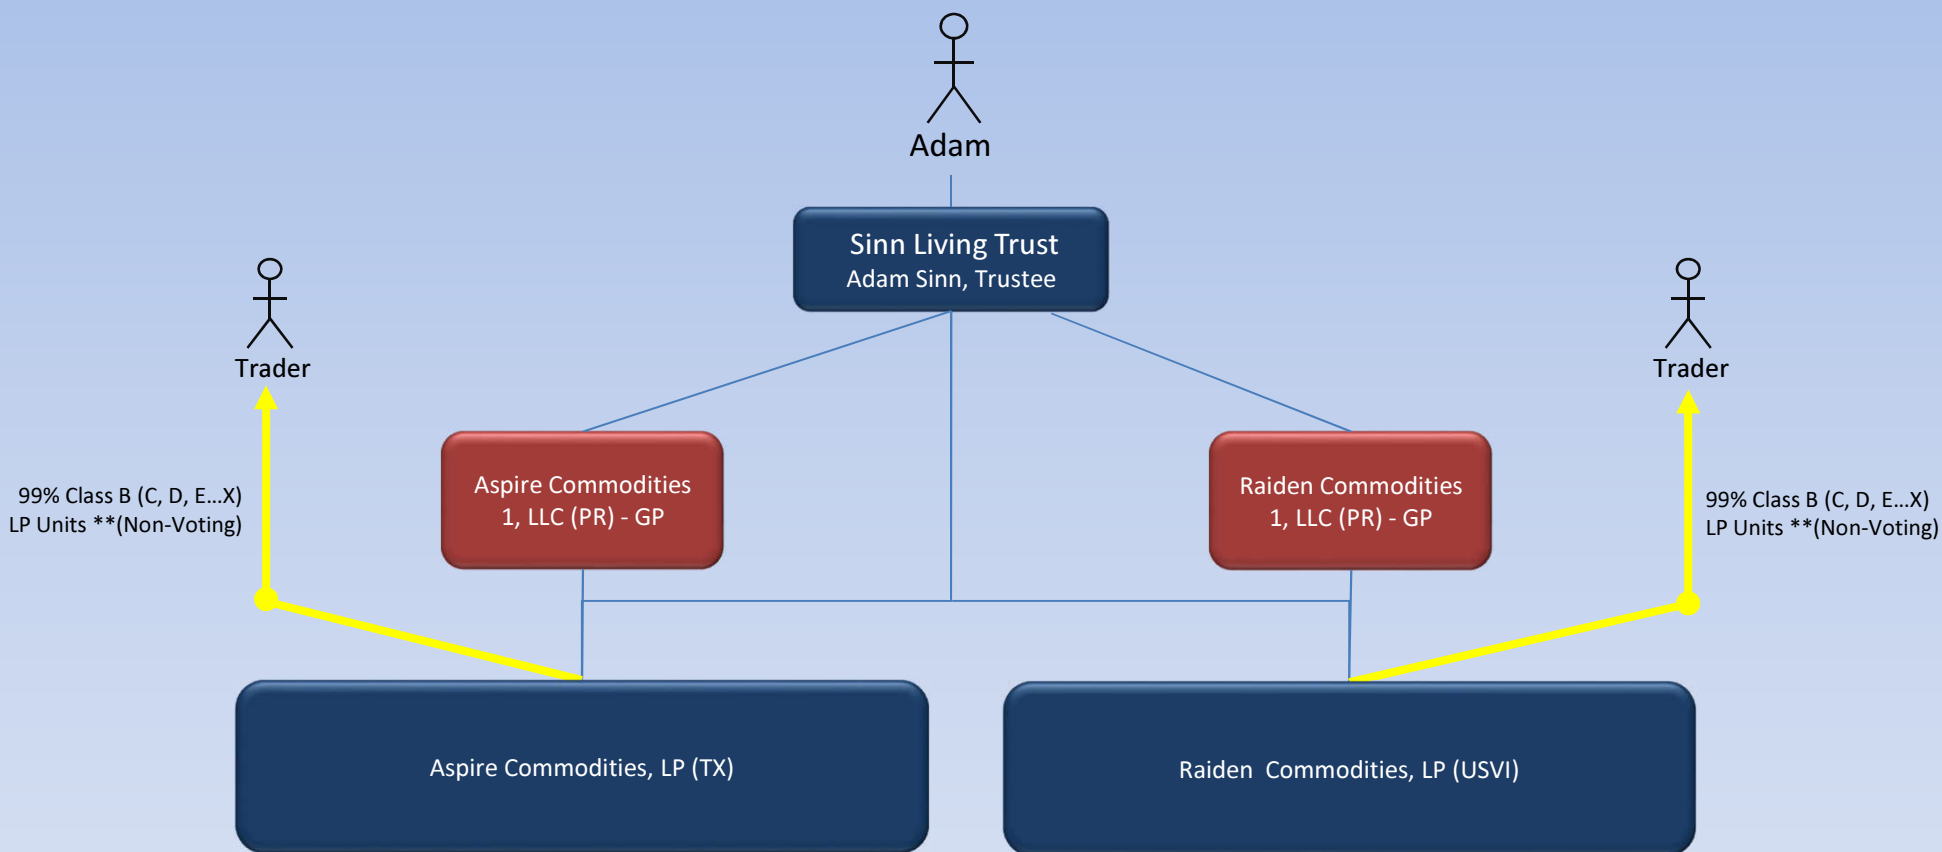 Adam
Sinn Living Trust
Adam Sinn, Trustee
Trader
Trader
99% Class B (C, D, E...X)
LP Units **(Non-Voting)
Aspire Commodities
1, LLC (PR) - GP
Raiden Commodities
1, LLC (PR) - GP
99% Class B (C, D, E...X)
LP Units **(Non-Voting)
Aspire Commodities, LP (TX)
Raiden  Commodities, LP (USVI)